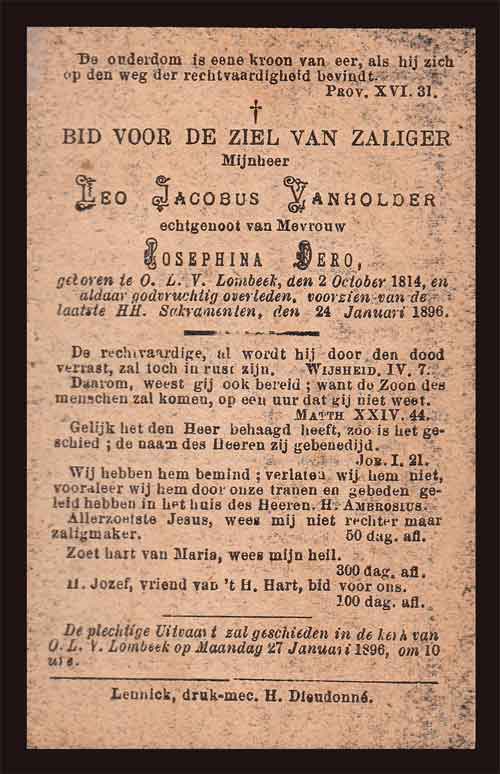 De ouderdom is eene kroon van eer, als hij zich
op den weg der rechtvaardigheid bevindt.
Prov. XVI. 31.
†
BID VOOR DE ZIEL VAN ZALIGER
Mijnheer
Leo Jacobus Vanholder
echtgenoot van Mevrouw
Josephina Dero,
geboren te O. L. V. Lombeek, den 2 October 1814, en
aldaar godvruchtig overleden, voorzien van de
laatste HH. Sakramenten, den 24 Januari 1896.
De rechtvaardige, al wordt hij door den dood
verrast, zal toch in rust zijn. Wijsheid. IV. 7.
Daarom, weest gij ook bereid ; want de Zoon des
menschen zal komen, op een uur dat gij niet weet.
Matth XXIV. 44.
Gelijk het den Heer behaagd heeft, zoo is het ge-
schied ; de naam des Heeren zij gebenedijd.
Job. I. 21.
Wij hebben hem bemind ; verlaten wij hem niet,
vooraleer wij hem door onze tranen en gebeden ge-
leid hebben in het huis des Heeren. H. Ambrosius.
Allerzoetste Jesus, wees mij niet rechter maar
zaligmaker. 50 dag. afl.
Zoet hart van Maria, wees mijn heil.
300 dag. afl.
H. Jozef, vriend van 't H. Hart, bid voor ons.
100 dag. afl.
De plechtige Uitvaart zal geschieden in de kerk van
O. L. V. Lombeek op Maandag 27 Januari 1896, om 10
ure.
Lennick, druk-mec. H. Dieudonné.